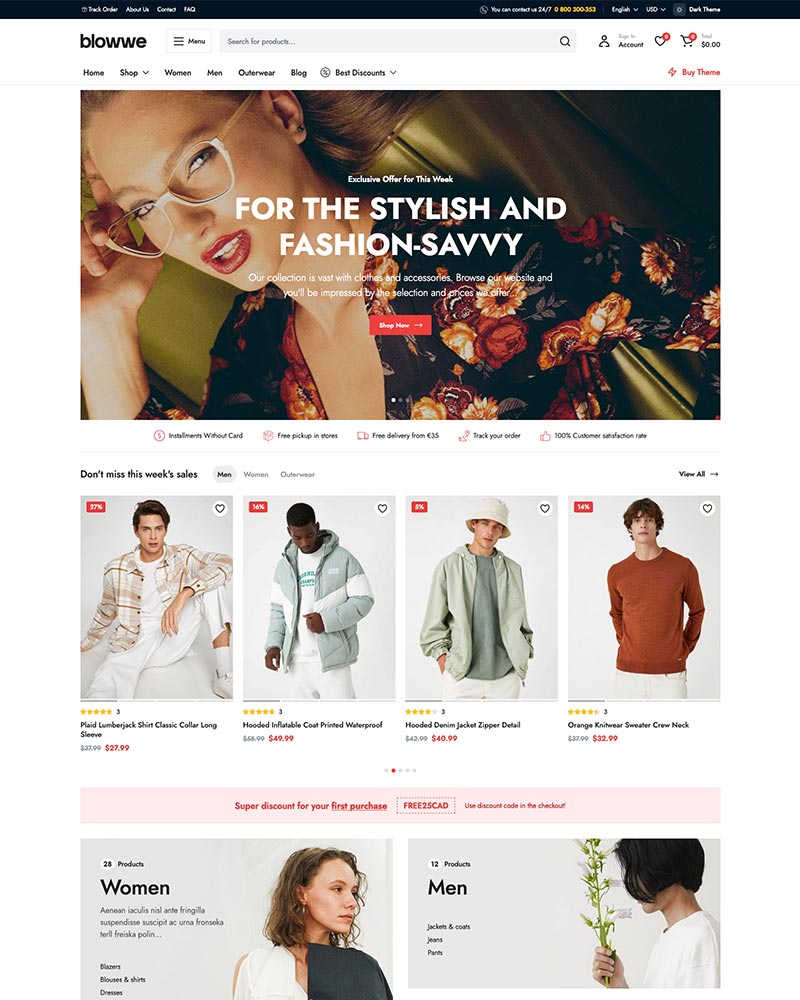 Track Order About Us Contact FAQ
You can contact us 24/7 0 800 300-353 English USD Dark Theme
blowwe Menu Search for products... Sign In Account 0 0 Total $0.00
Home Shop Women Men Outerwear Blog Best Discounts Buy Theme
Exclusive Offer for This Week
FOR THE STYLISH AND
FASHION-SAVVY
Our collection is vast with clothes and accessories. Browse our website and
you'll be impressed by the selection and prices we offer...
Shop Now
Installments Without Card Free pickup in stores Free delivery from €35 Track your order 100% Customer satisfaction rate
Don't miss this week's sales Men Women Outerwear View All
27% 16% 5% 14%
3 3 3 3
Plaid Lumberjack Shirt Classic Collar Long
Sleeve
$37.99 $27.99
Hooded Inflatable Coat Printed Waterproof
$58.99 $49.99
Hooded Denim Jacket Zipper Detail
$42.99 $40.99
Orange Knitwear Sweater Crew Neck
$37.99 $32.99
Super discount for your first purchase FREE25CAD Use discount code in the checkout!
28 Products
Women
Aenean iaculis nisl ante fringilla
suspendisse suscipit ac urna fronseka
terll freiska polin...
Blazers
Blouses & shirts
Dresses
12 Products
Men
Jackets & coats
Jeans
Pants